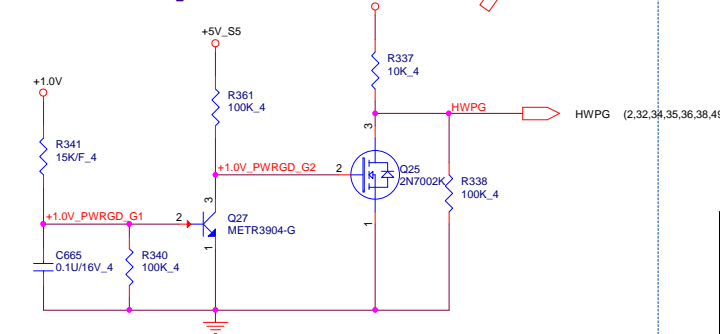 +5V_S5
R337
10K_4
+1.0V
R361
100K_4
HWPG
HWPG (2,32,34,35,36,38,49
3
R341
15K/F_4
+1.0V_PWRGD_G2
2
Q25
2N7002K
R338
100K_4
3
+1.0V_PWRGD_G1
2
Q27
METR3904-G
1
1
C665
0.1U/16V_4
R340
100K_4